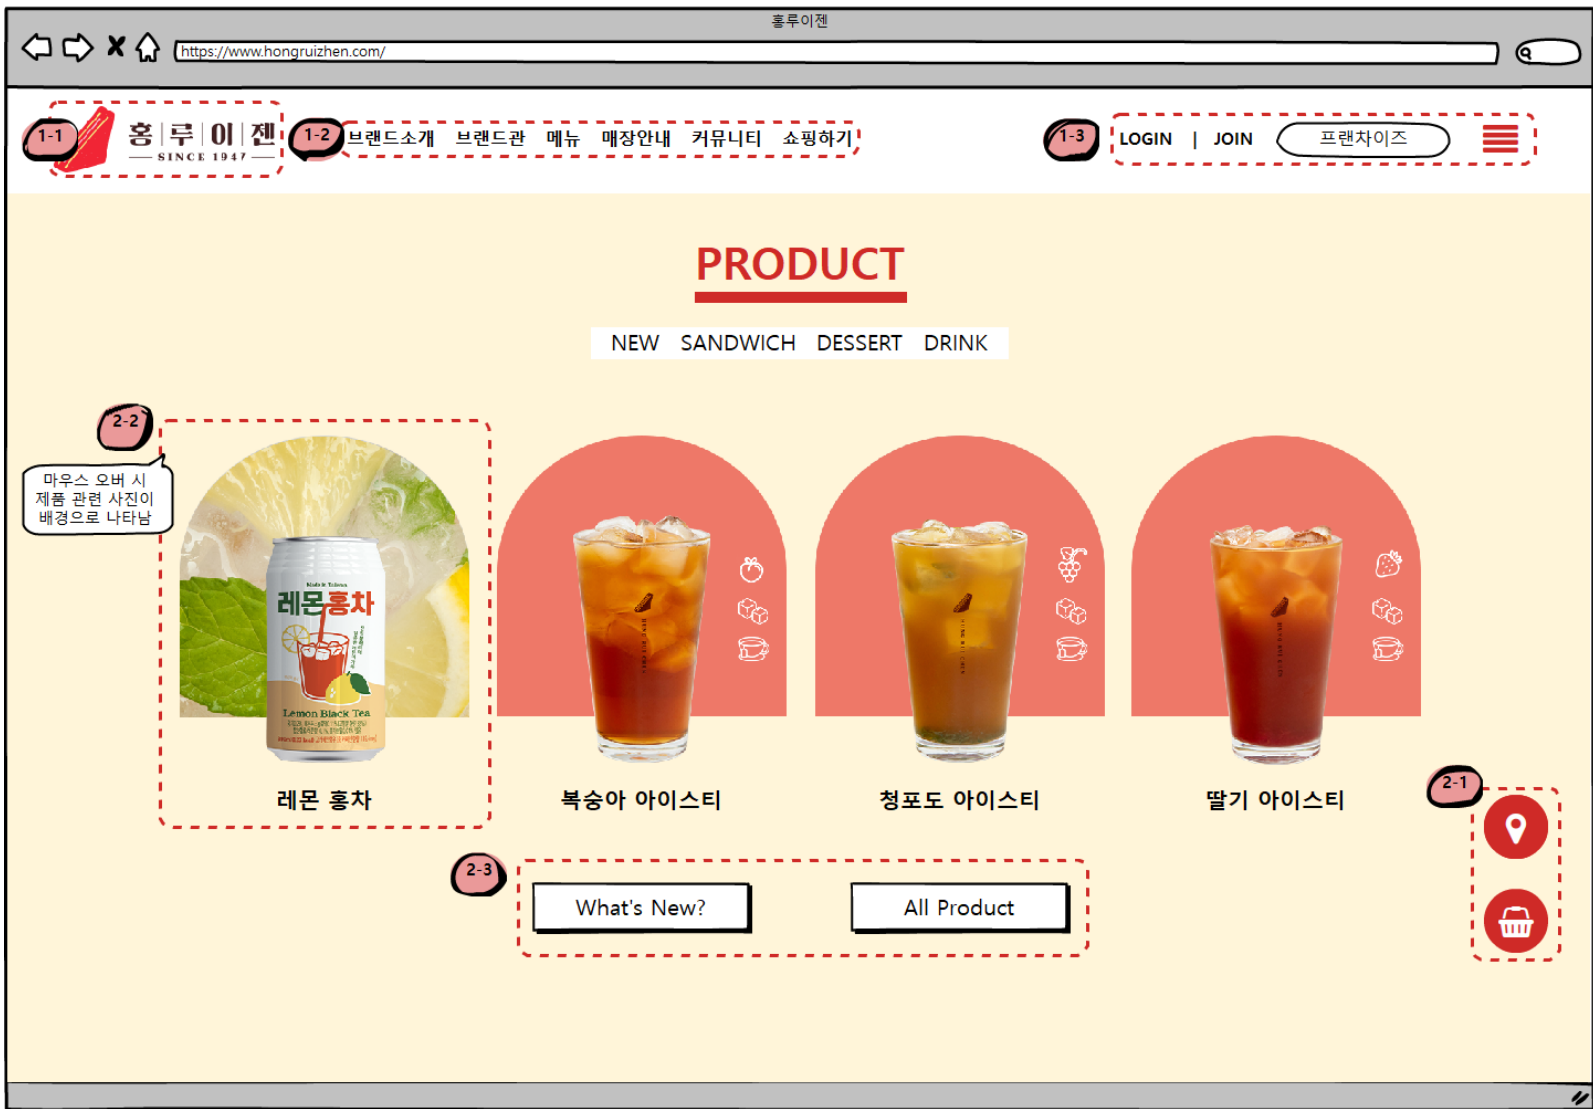 홍루이젠
https://www.hongruizhen.com/
1-1
홍루이젠
SINCE 1947
1-2
브랜드소개 브랜드관 메뉴 매장안내 커뮤니티 쇼핑하기
1-3
LOGIN | JOIN 프랜차이즈
PRODUCT
NEW SANDWICH DESSERT DRINK
2-2
마우스 오버 시
제품 관련 사진이
배경으로 나타남
Made in Taiwan
레몬홍차
Lemon Black Tea
레몬 홍차
복숭아 아이스티
청포도 아이스티
딸기 아이스티
2-1
2-3
What's New?
All Product